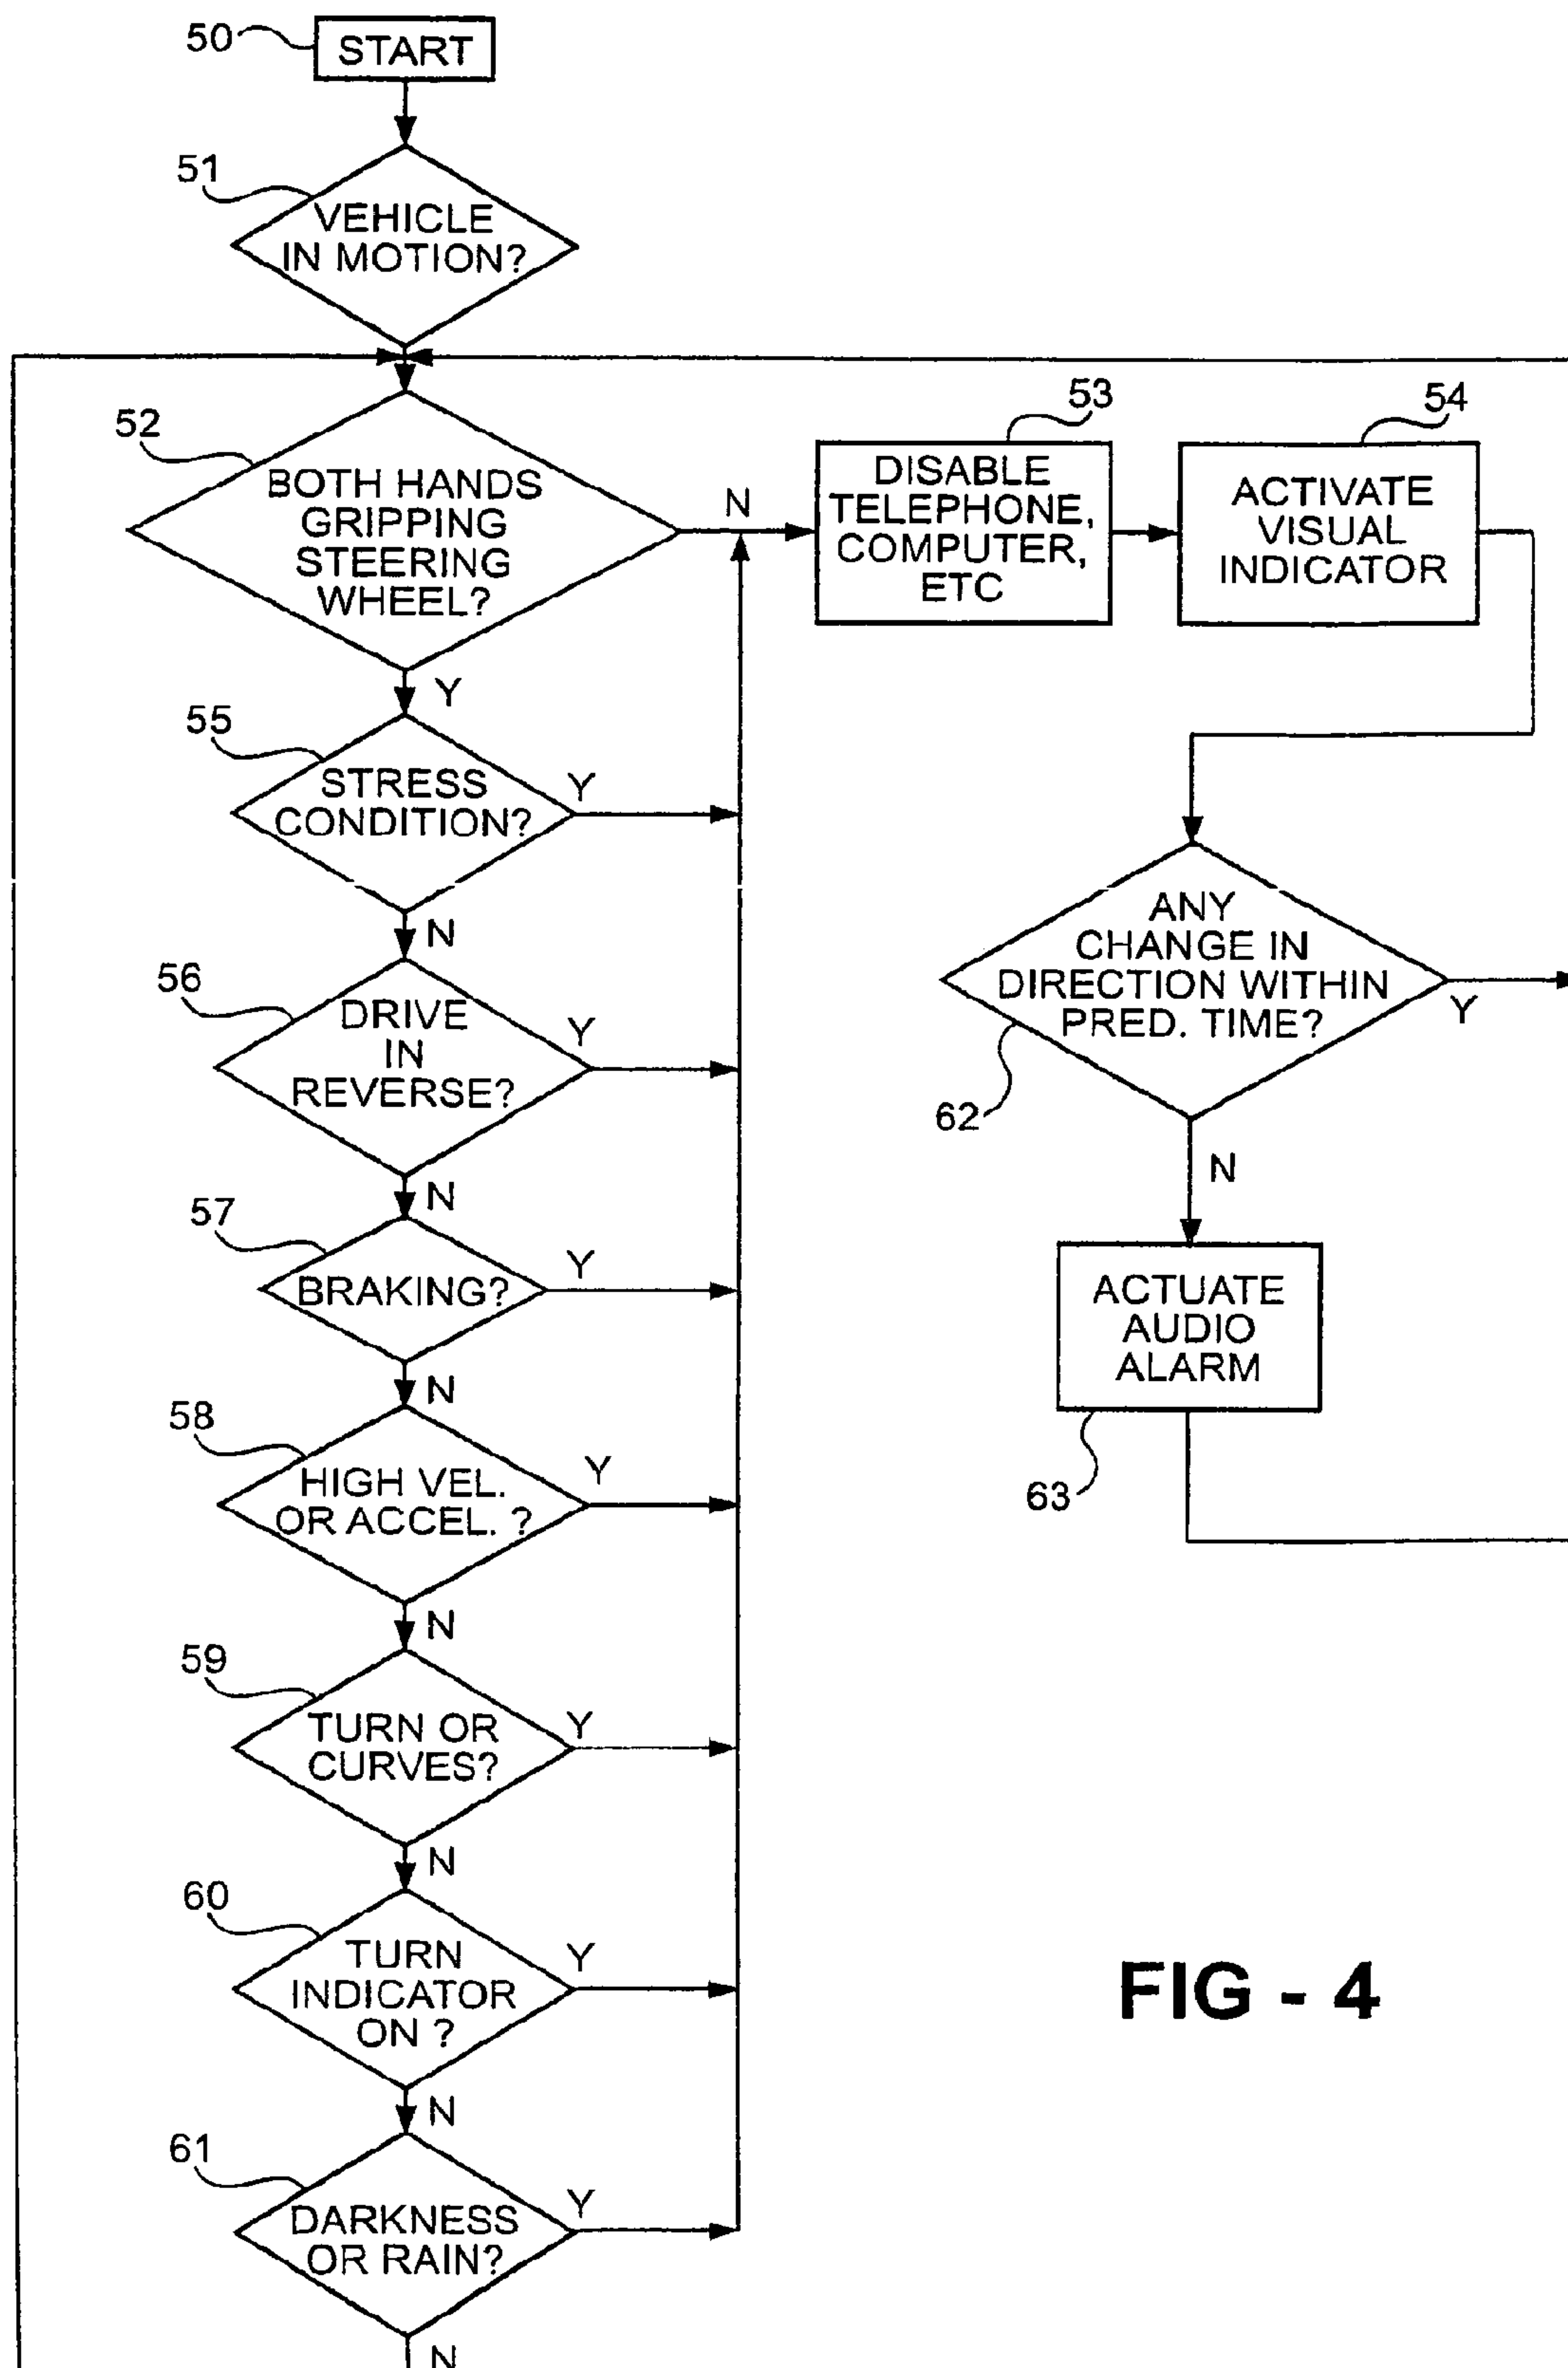 50
START
51
VEHICLE
IN MOTION?
52
BOTH HANDS
GRIPPING
STEERING
WHEEL?
N
53
DISABLE
TELEPHONE,
COMPUTER,
ETC
54
ACTIVATE
VISUAL
INDICATOR
Y
55
STRESS
CONDITION?
Y
N
56
DRIVE
IN
REVERSE?
Y
N
57
BRAKING?
Y
N
58
HIGH VEL.
OR ACCEL. ?
Y
N
59
TURN OR
CURVES?
Y
N
60
TURN
INDICATOR
ON ?
Y
N
61
DARKNESS
OR RAIN?
Y
N
ANY
CHANGE IN
DIRECTION WITHIN
PRED. TIME?
Y
62
N
ACTUATE
AUDIO
ALARM
63
FIG - 4